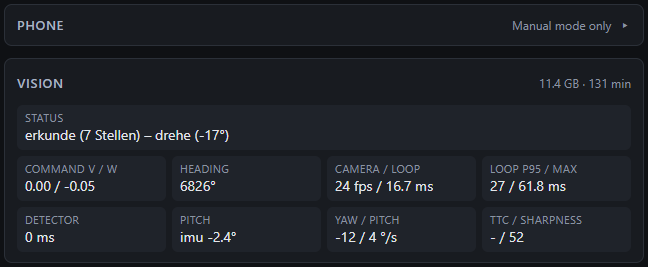 PHONE Manual mode only ▸
VISION 11.4 GB · 131 min
STATUS
erkunde (7 Stellen) – drehe (-17°)
COMMAND V / W HEADING CAMERA / LOOP LOOP P95 / MAX
0.00 / -0.05 6826° 24 fps / 16.7 ms 27 / 61.8 ms
DETECTOR PITCH YAW / PITCH TTC / SHARPNESS
0 ms imu -2.4° -12 / 4 °/s - / 52